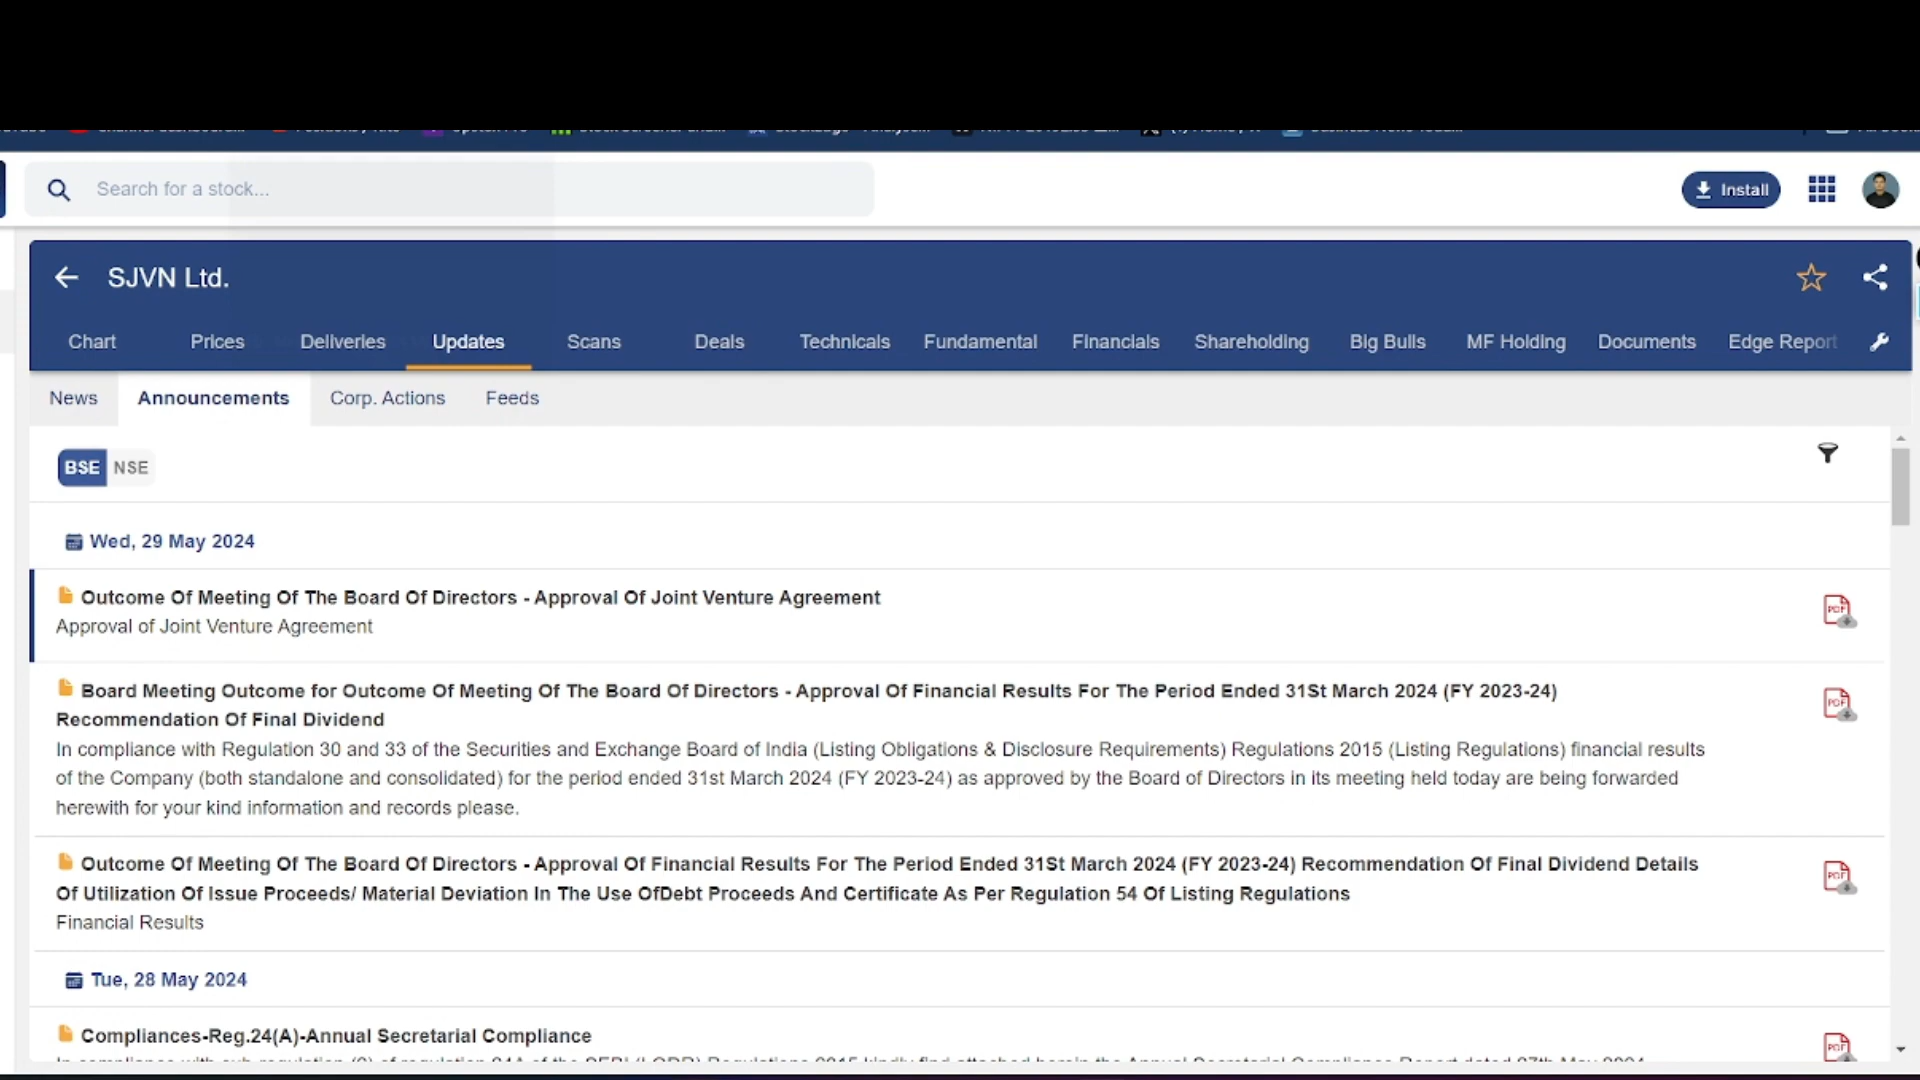 Search for a stock...
Install
SJVN Ltd.
Chart Prices Deliveries Updates Scans Deals Technicals Fundamental Financials Shareholding Big Bulls MF Holding Documents Edge Report
News Announcements Corp. Actions Feeds
BSE NSE
Wed, 29 May 2024
Outcome Of Meeting Of The Board Of Directors - Approval Of Joint Venture Agreement
Approval of Joint Venture Agreement
PDF
Board Meeting Outcome for Outcome Of Meeting Of The Board Of Directors - Approval Of Financial Results For The Period Ended 31St March 2024 (FY 2023-24)
Recommendation Of Final Dividend
PDF
In compliance with Regulation 30 and 33 of the Securities and Exchange Board of India (Listing Obligations & Disclosure Requirements) Regulations 2015 (Listing Regulations) financial results
of the Company (both standalone and consolidated) for the period ended 31st March 2024 (FY 2023-24) as approved by the Board of Directors in its meeting held today are being forwarded
herewith for your kind information and records please.
Outcome Of Meeting Of The Board Of Directors - Approval Of Financial Results For The Period Ended 31St March 2024 (FY 2023-24) Recommendation Of Final Dividend Details
PDF
Of Utilization Of Issue Proceeds/ Material Deviation In The Use OfDebt Proceeds And Certificate As Per Regulation 54 Of Listing Regulations
Financial Results
Tue, 28 May 2024
Compliances-Reg.24(A)-Annual Secretarial Compliance
PDF